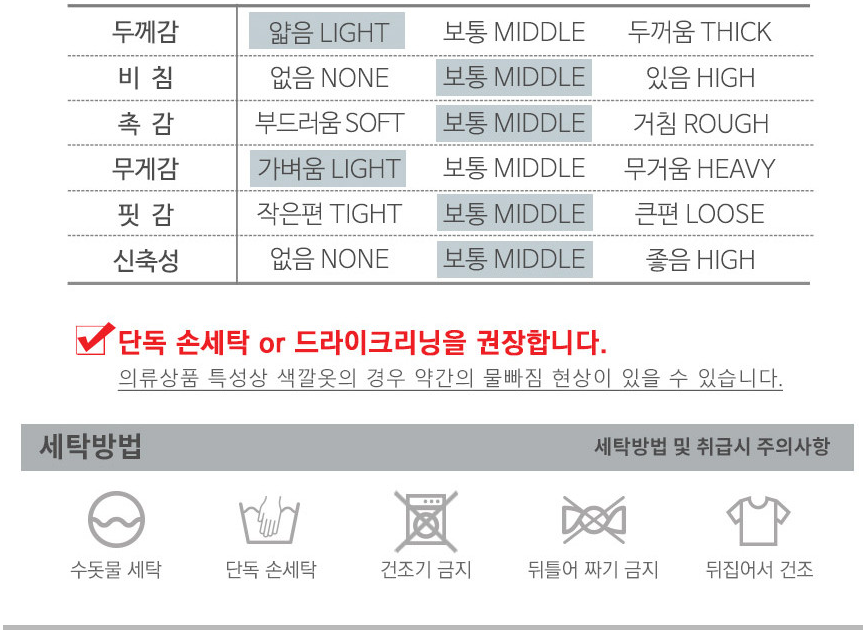 두께감 얇음 LIGHT 보통 MIDDLE 두꺼움 THICK
비 침 없음 NONE 보통 MIDDLE 있음 HIGH
촉 감 부드러움 SOFT 보통 MIDDLE 거침 ROUGH
무게감 가벼움 LIGHT 보통 MIDDLE 무거움 HEAVY
핏 감 작은편 TIGHT 보통 MIDDLE 큰편 LOOSE
신축성 없음 NONE 보통 MIDDLE 좋음 HIGH
단독 손세탁 or 드라이크리닝을 권장합니다.
의류상품 특성상 색깔옷의 경우 약간의 물빠짐 현상이 있을 수 있습니다.
세탁방법 세탁방법 및 취급시 주의사항
수돗물 세탁 단독 손세탁 건조기 금지 뒤틀어 짜기 금지 뒤집어서 건조